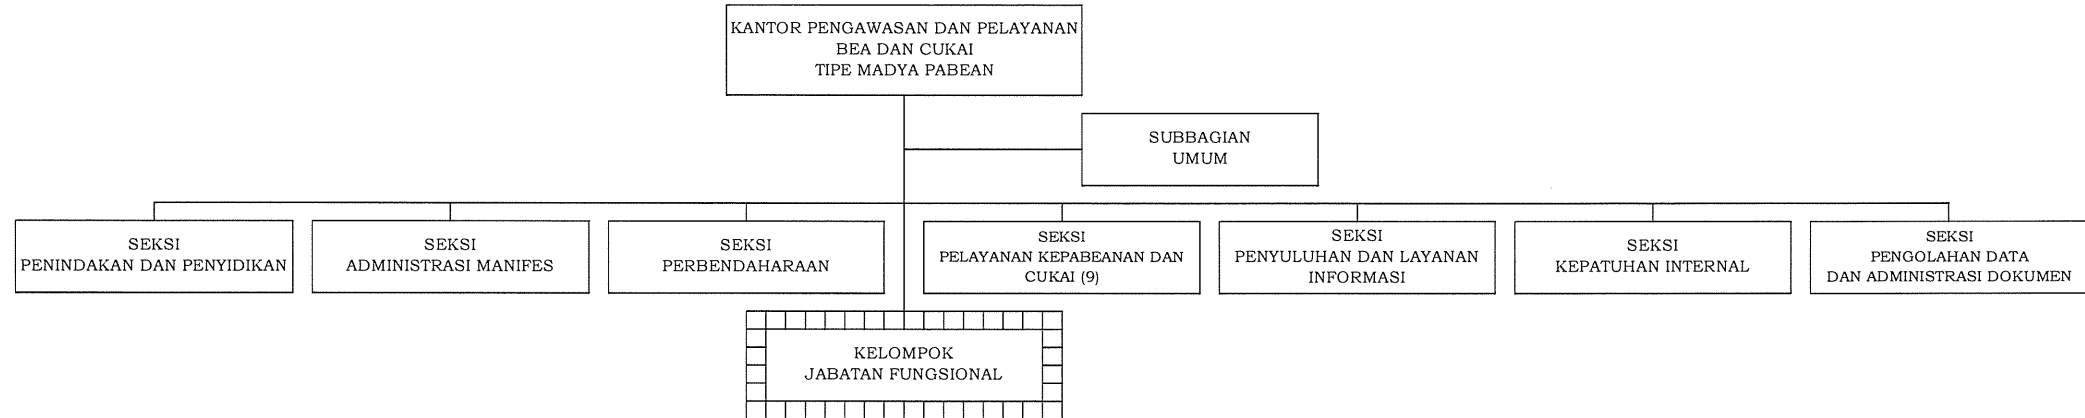 KANTOR PENGAWASAN DAN PELAYANAN
BEA DAN CUKAI
TIPE MADYA PABEAN
SUBBAGIAN
UMUM
SEKSI
PENINDAKAN DAN PENYIDIKAN
SEKSI
ADMINISTRASI MANIFES
SEKSI
PERBENDAHARAAN
SEKSI
PELAYANAN KEPABEANAN DAN
CUKAI (9)
SEKSI
PENYULUHAN DAN LAYANAN
INFORMASI
SEKSI
KEPATUHAN INTERNAL
SEKSI
PENGOLAHAN DATA
DAN ADMINISTRASI DOKUMEN
KELOMPOK
JABATAN FUNGSIONAL